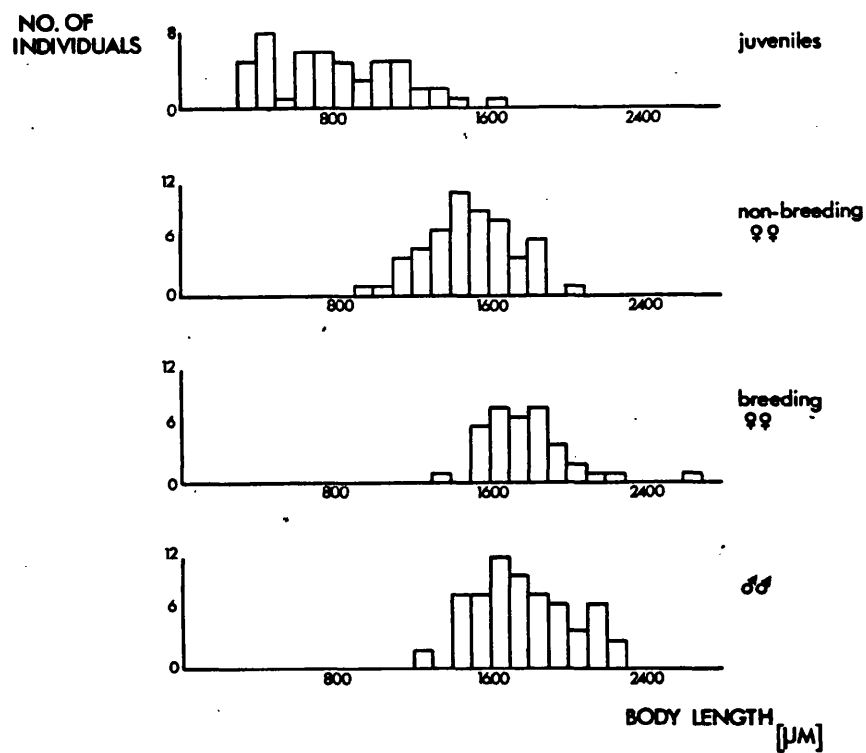 NO. OF
INDIVIDUALS
8
juveniles
0
800 1600 2400
12
non-breeding
♀♀
6
0
800 1600 2400
12
breeding
♀♀
6
0
800 1600 2400
12
♂♂
6
0
800 1600 2400
BODY LENGTH
[µM]